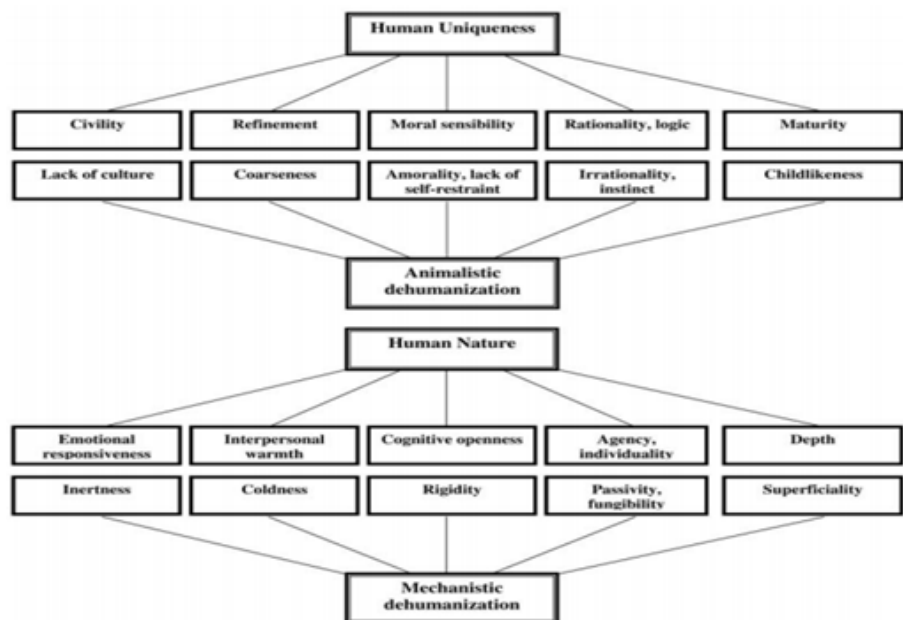 Human Uniqueness
Civility
Refinement
Moral sensibility
Rationality, logic
Maturity
Lack of culture
Coarseness
Amorality, lack of
self-restraint
Irrationality,
instinct
Childlikeness
Animalistic
dehumanization
Human Nature
Emotional
responsiveness
Interpersonal
warmth
Cognitive openness
Agency,
individuality
Depth
Inertness
Coldness
Rigidity
Passivity,
fungibility
Superficiality
Mechanistic
dehumanization